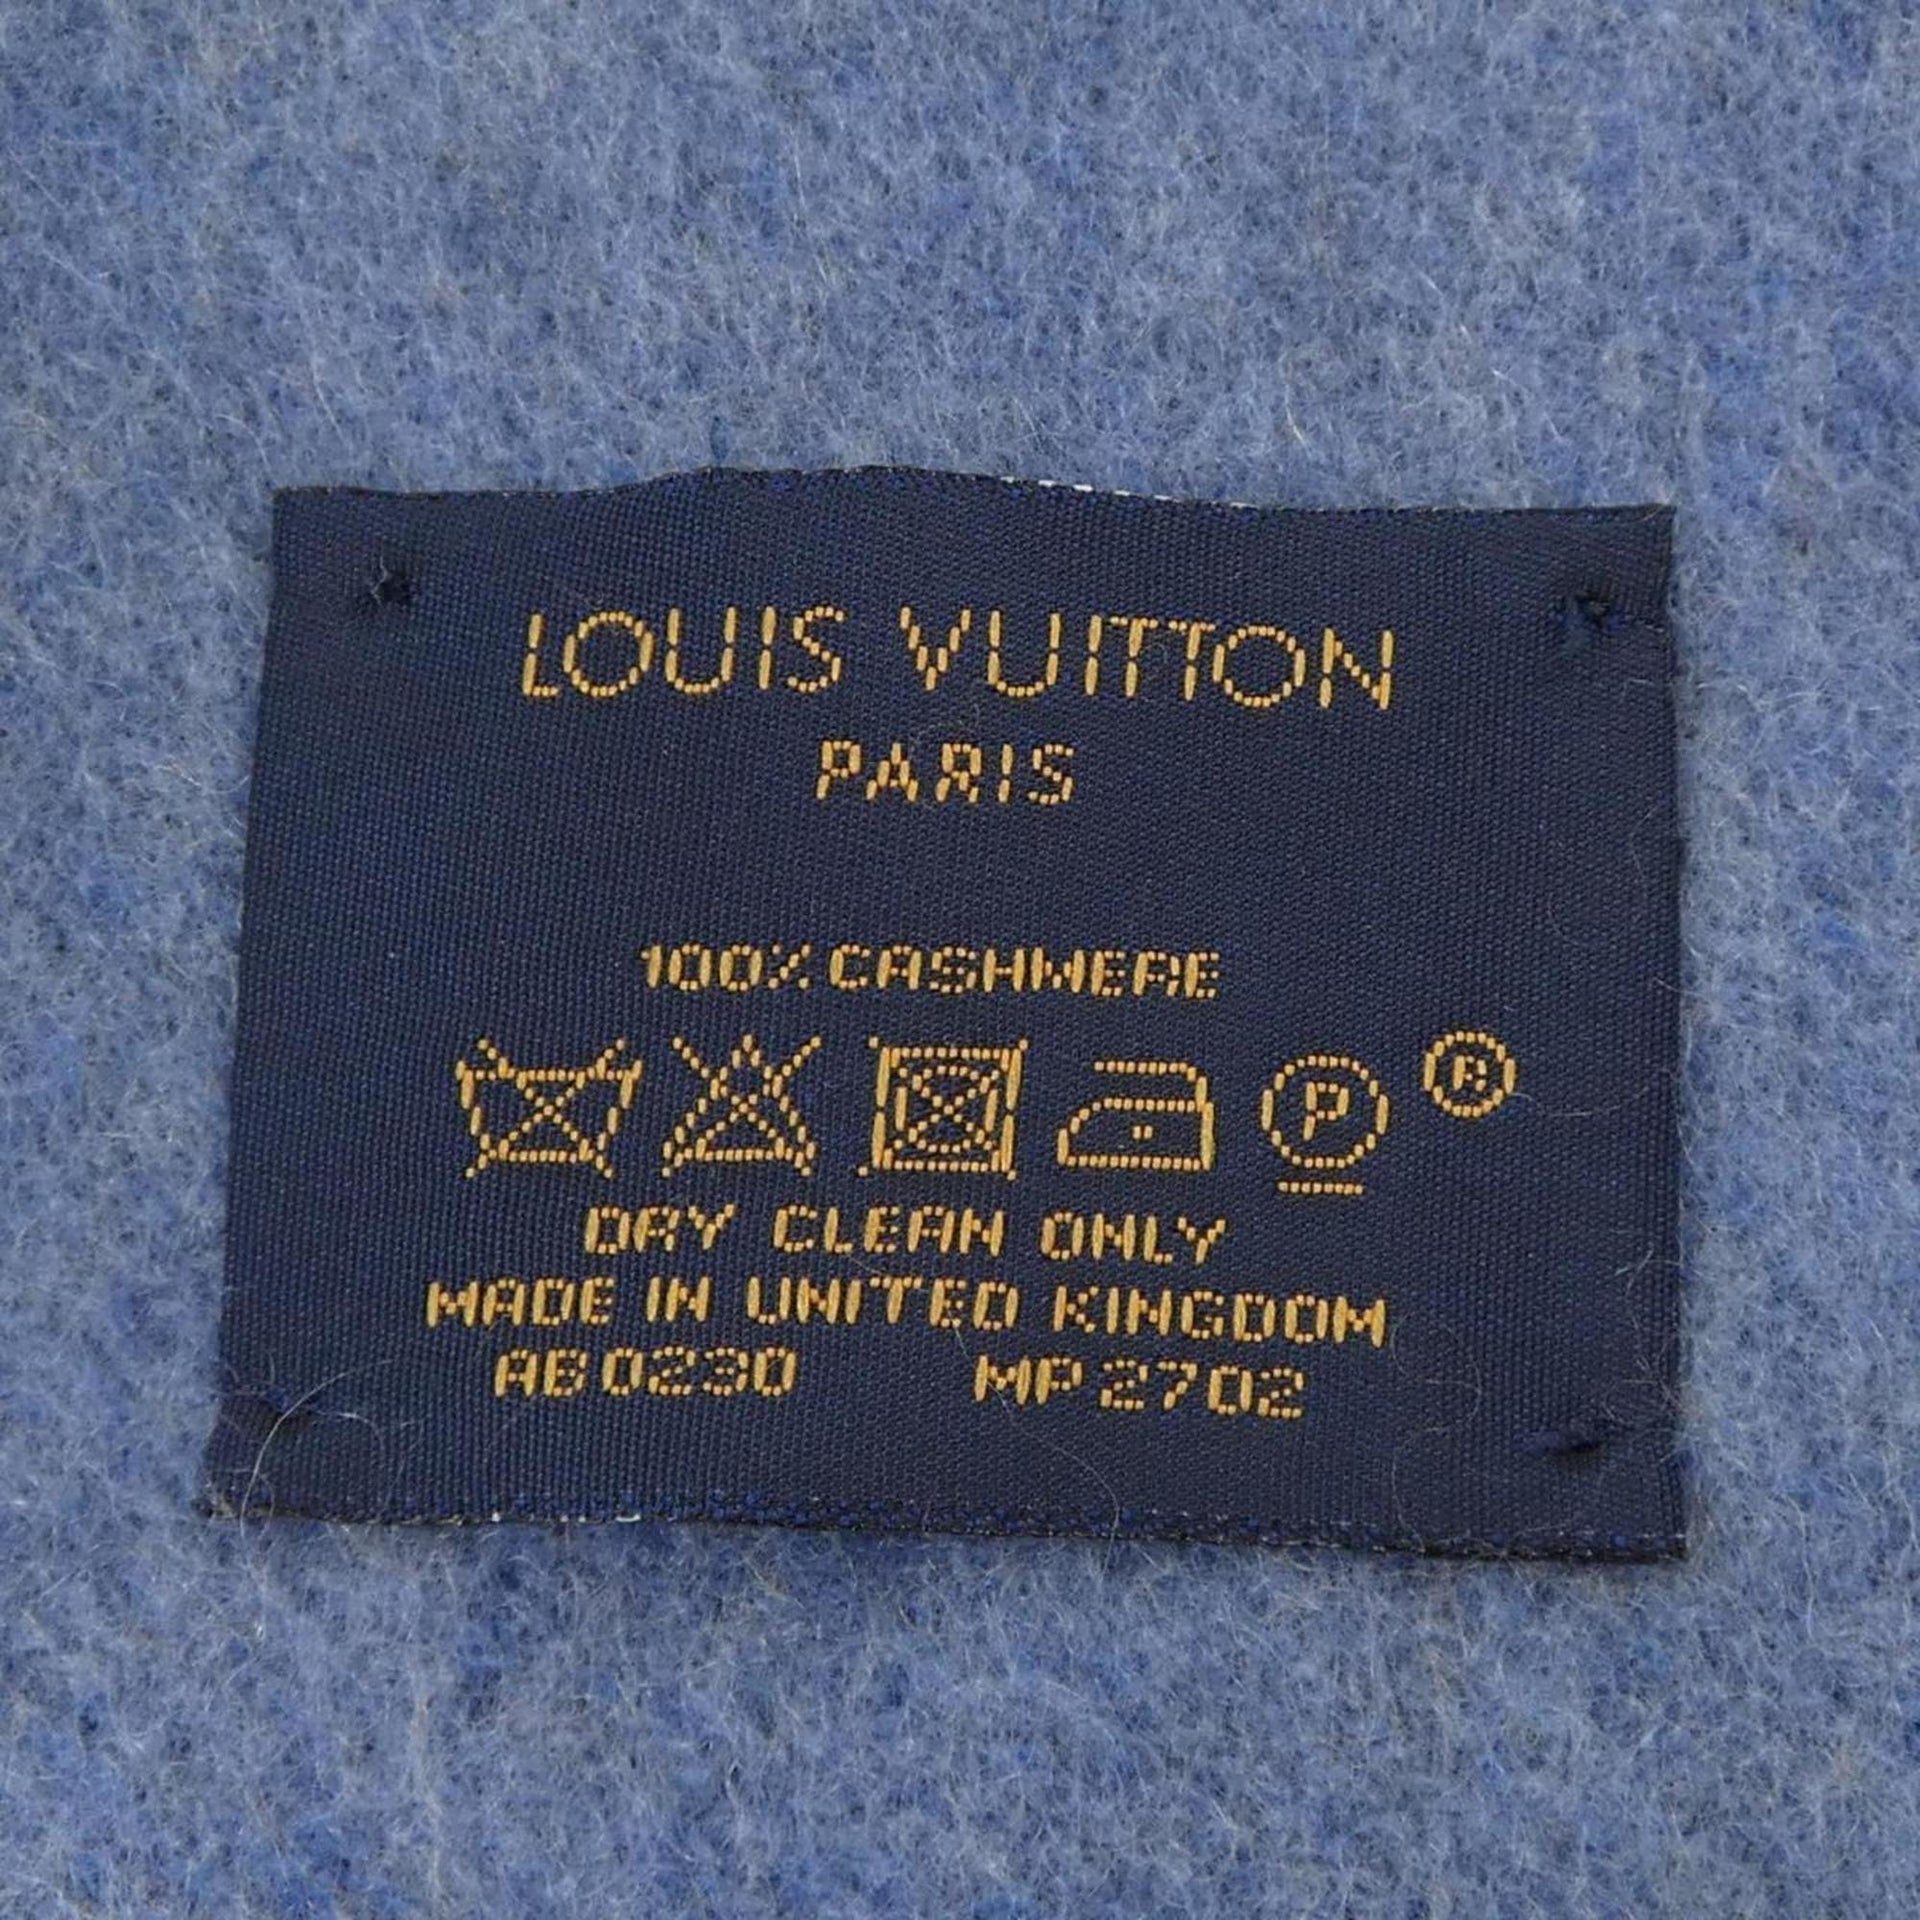 LOUIS VUITTON
PARIS
100% CASHMERE
P ®
DRY CLEAN ONLY
MADE IN UNITED KINGDOM
AB0230 MP2702